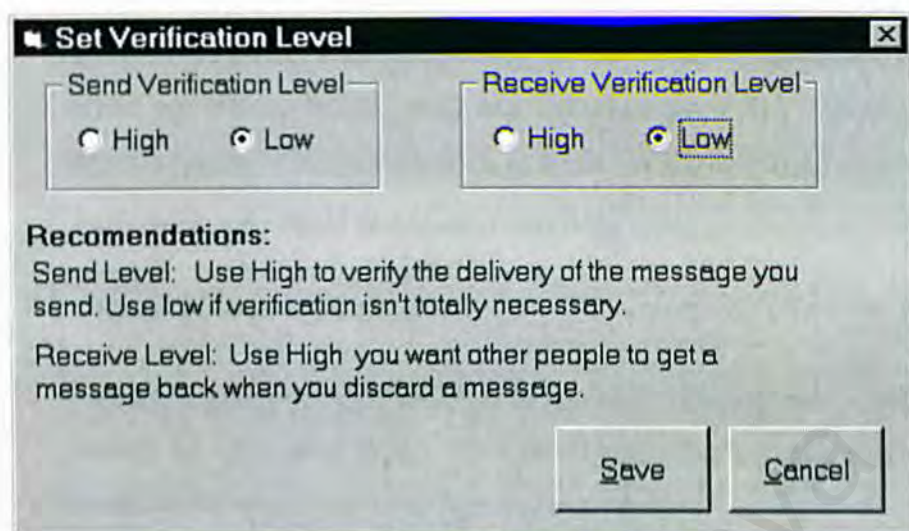 Set Verification Level
Send Verification Level
High Low
Receive Verification Level
High Low
Recomendations:
Send Level: Use High to verify the delivery of the message you
send. Use low if verification isn't totally necessary.
Receive Level: Use High you want other people to get a
message back when you discard a message.
Save Cancel